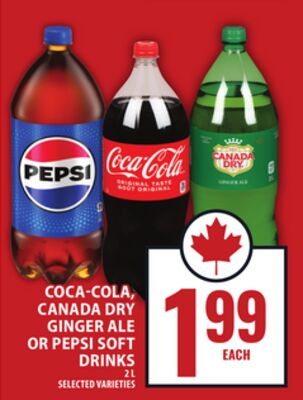 PEPSI
Coca-Cola
ORIGINAL TASTE
GOÛT ORIGINAL
CANADA
DRY
GINGER ALE
COCA-COLA,
CANADA DRY
GINGER ALE
OR PEPSI SOFT
DRINKS
2 L
SELECTED VARIETIES
1 99
EACH